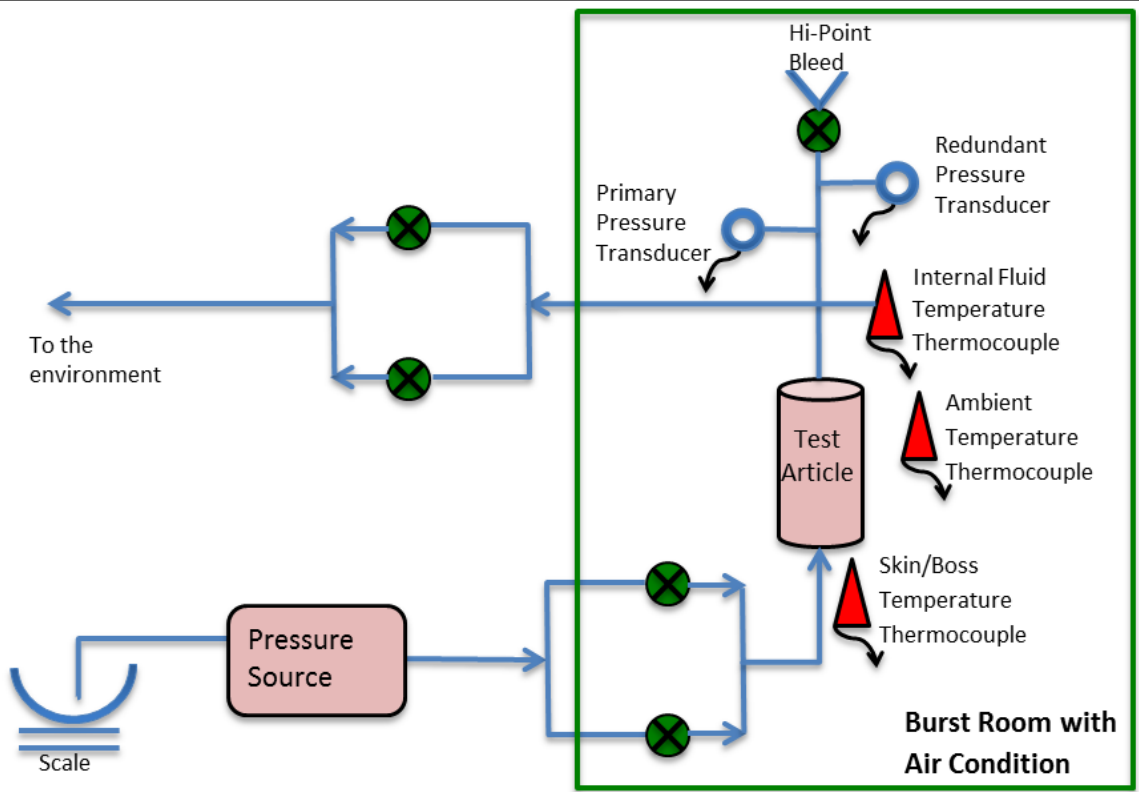 Hi-Point
Bleed
Redundant
Pressure
Transducer
Primary
Pressure
Transducer
Internal Fluid
Temperature
Thermocouple
To the
environment
Ambient
Temperature
Thermocouple
Test
Article
Skin/Boss
Temperature
Thermocouple
Pressure
Source
Scale
Burst Room with
Air Condition